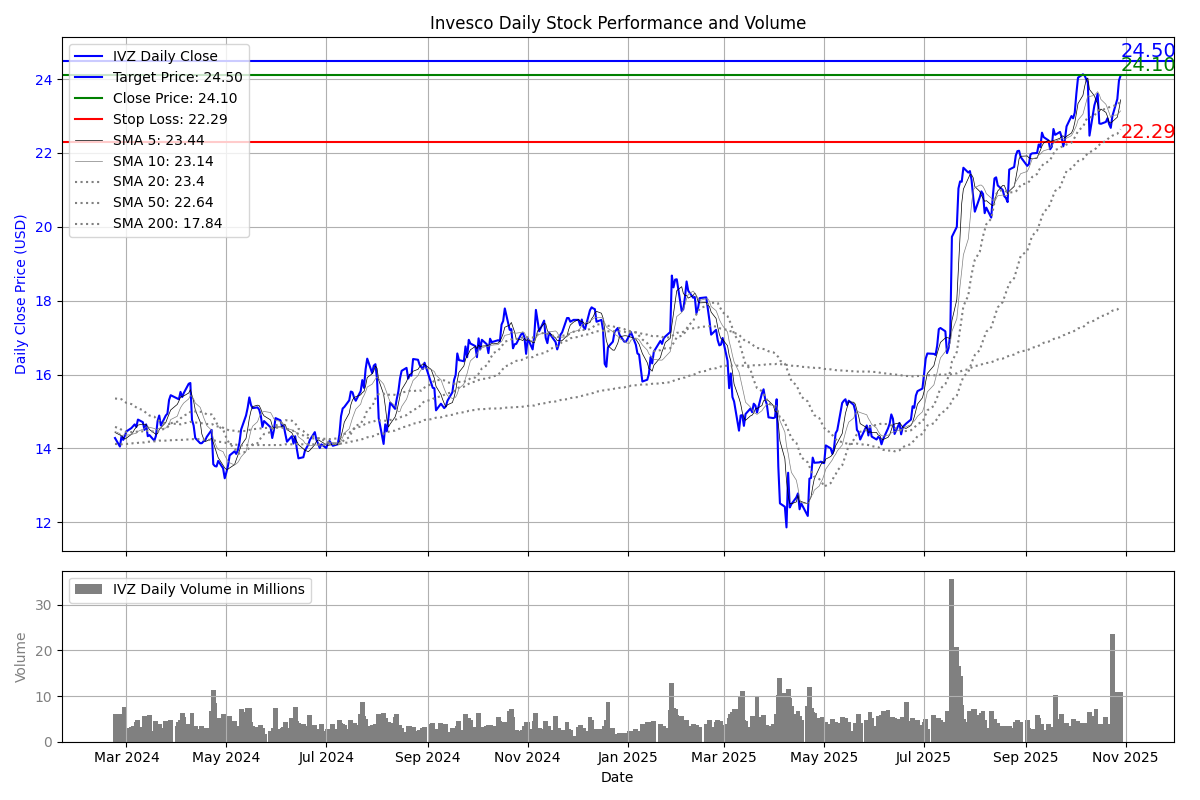 Invesco Daily Stock Performance and Volume
IVZ Daily Close
Target Price: 24.50
Close Price: 24.10
Stop Loss: 22.29
SMA 5: 23.44
SMA 10: 23.14
SMA 20: 23.4
SMA 50: 22.64
SMA 200: 17.84
24.50
24.10
22.29
Daily Close Price (USD)
24
22
20
18
16
14
12
IVZ Daily Volume in Millions
Volume
30
20
10
0
Mar 2024 May 2024 Jul 2024 Sep 2024 Nov 2024 Jan 2025 Mar 2025 May 2025 Jul 2025 Sep 2025 Nov 2025
Date